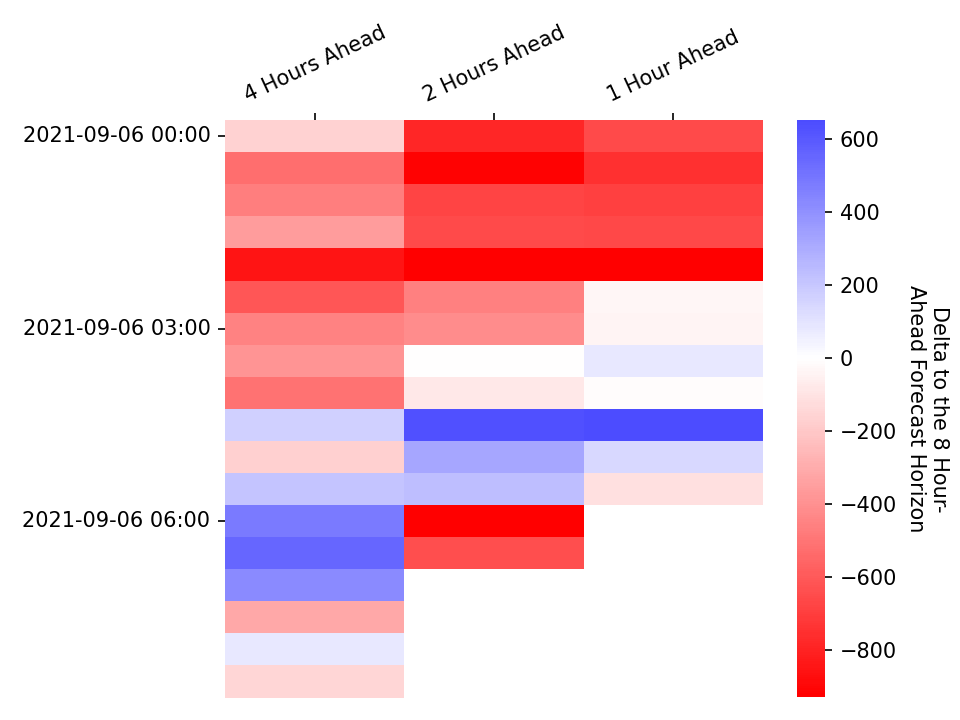 4 Hours Ahead
2 Hours Ahead
1 Hour Ahead
2021-09-06 00:00
2021-09-06 03:00
2021-09-06 06:00
600
400
200
0
−200
−400
−600
−800
Delta to the 8 Hour-
Ahead Forecast Horizon